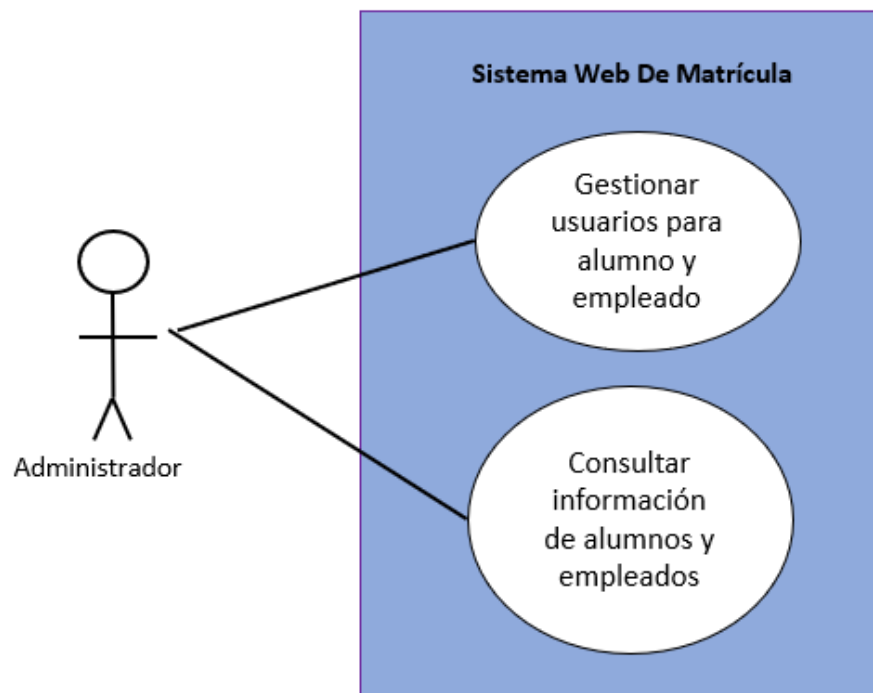 Sistema Web De Matrícula
Gestionar
usuarios para
alumno y
empleado
Administrador
Consultar
información
de alumnos y
empleados